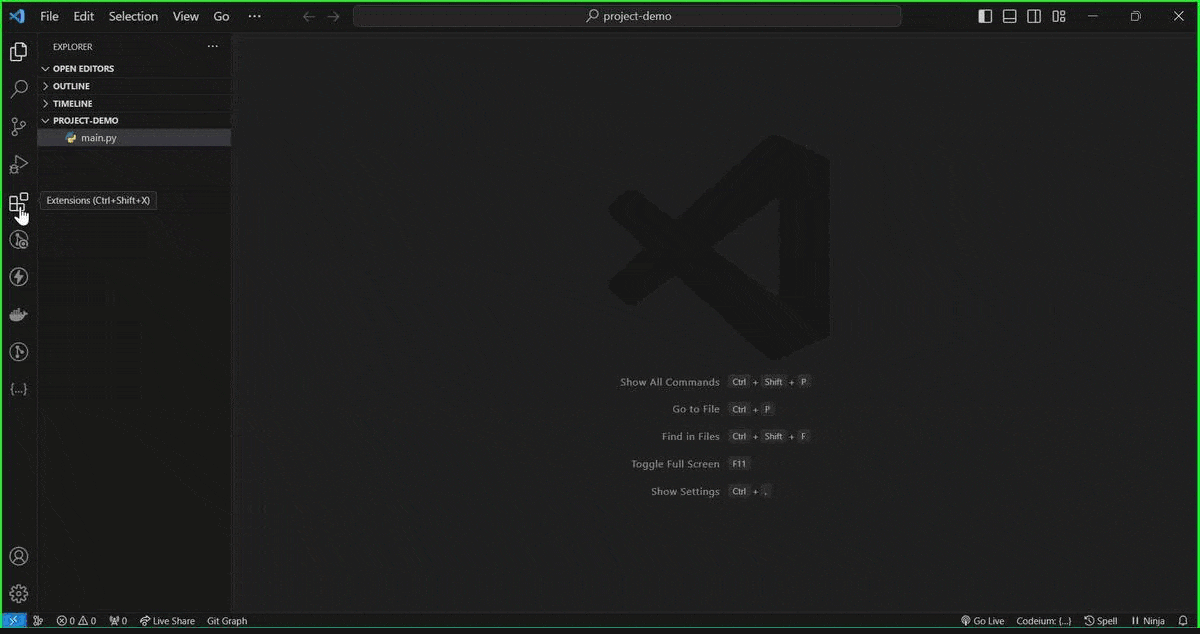 File Edit Selection View Go ··· project-demo
EXPLORER ···
OPEN EDITORS
OUTLINE
TIMELINE
PROJECT-DEMO
main.py
Extensions (Ctrl+Shift+X)
{...}
Show All Commands Ctrl + Shift + P
Go to File Ctrl + P
Find in Files Ctrl + Shift + F
Toggle Full Screen F11
Show Settings Ctrl + ,
0 0 0 Live Share Git Graph Go Live Codeium: {...} Spell Ninja